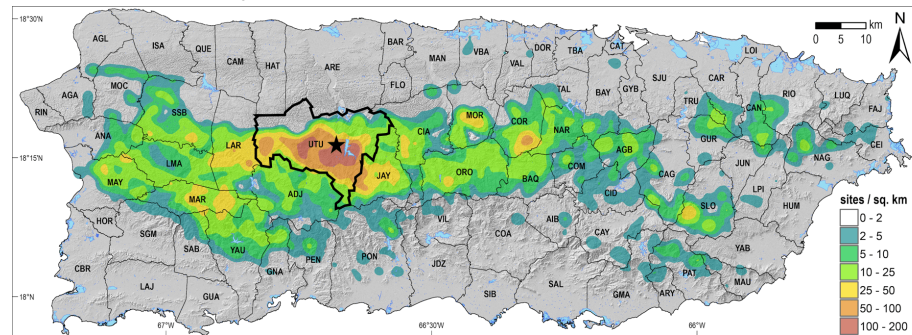 18°30'N
18°15'N
18°N
67°W
66°30'W
66°W
N
km
0 5 10
AGL ISA QUE CAM HAT ARE BAR MAN VBA VAL DOR TBA CAT LOI
FLO BAY GYB SJU CAR
MOC TAL TRU CAN RIO LUQ
RIN AGA SSB FAJ
ANA LAR UTU CIA MOR COR NAR AGB GUR CEI
LMA JUN NAG
MAY ADJ JAY ORO BAQ COM CAG
MAR CID LPI HUM
HOR SGM SAB YAU PEN PON VIL COA AIB CAY SLO
GNA YAB
CBR LAJ GUA JDZ SIB SAL GMA ARY PAT MAU
sites / sq. km
0 - 2
2 - 5
5 - 10
10 - 25
25 - 50
50 - 100
100 - 200